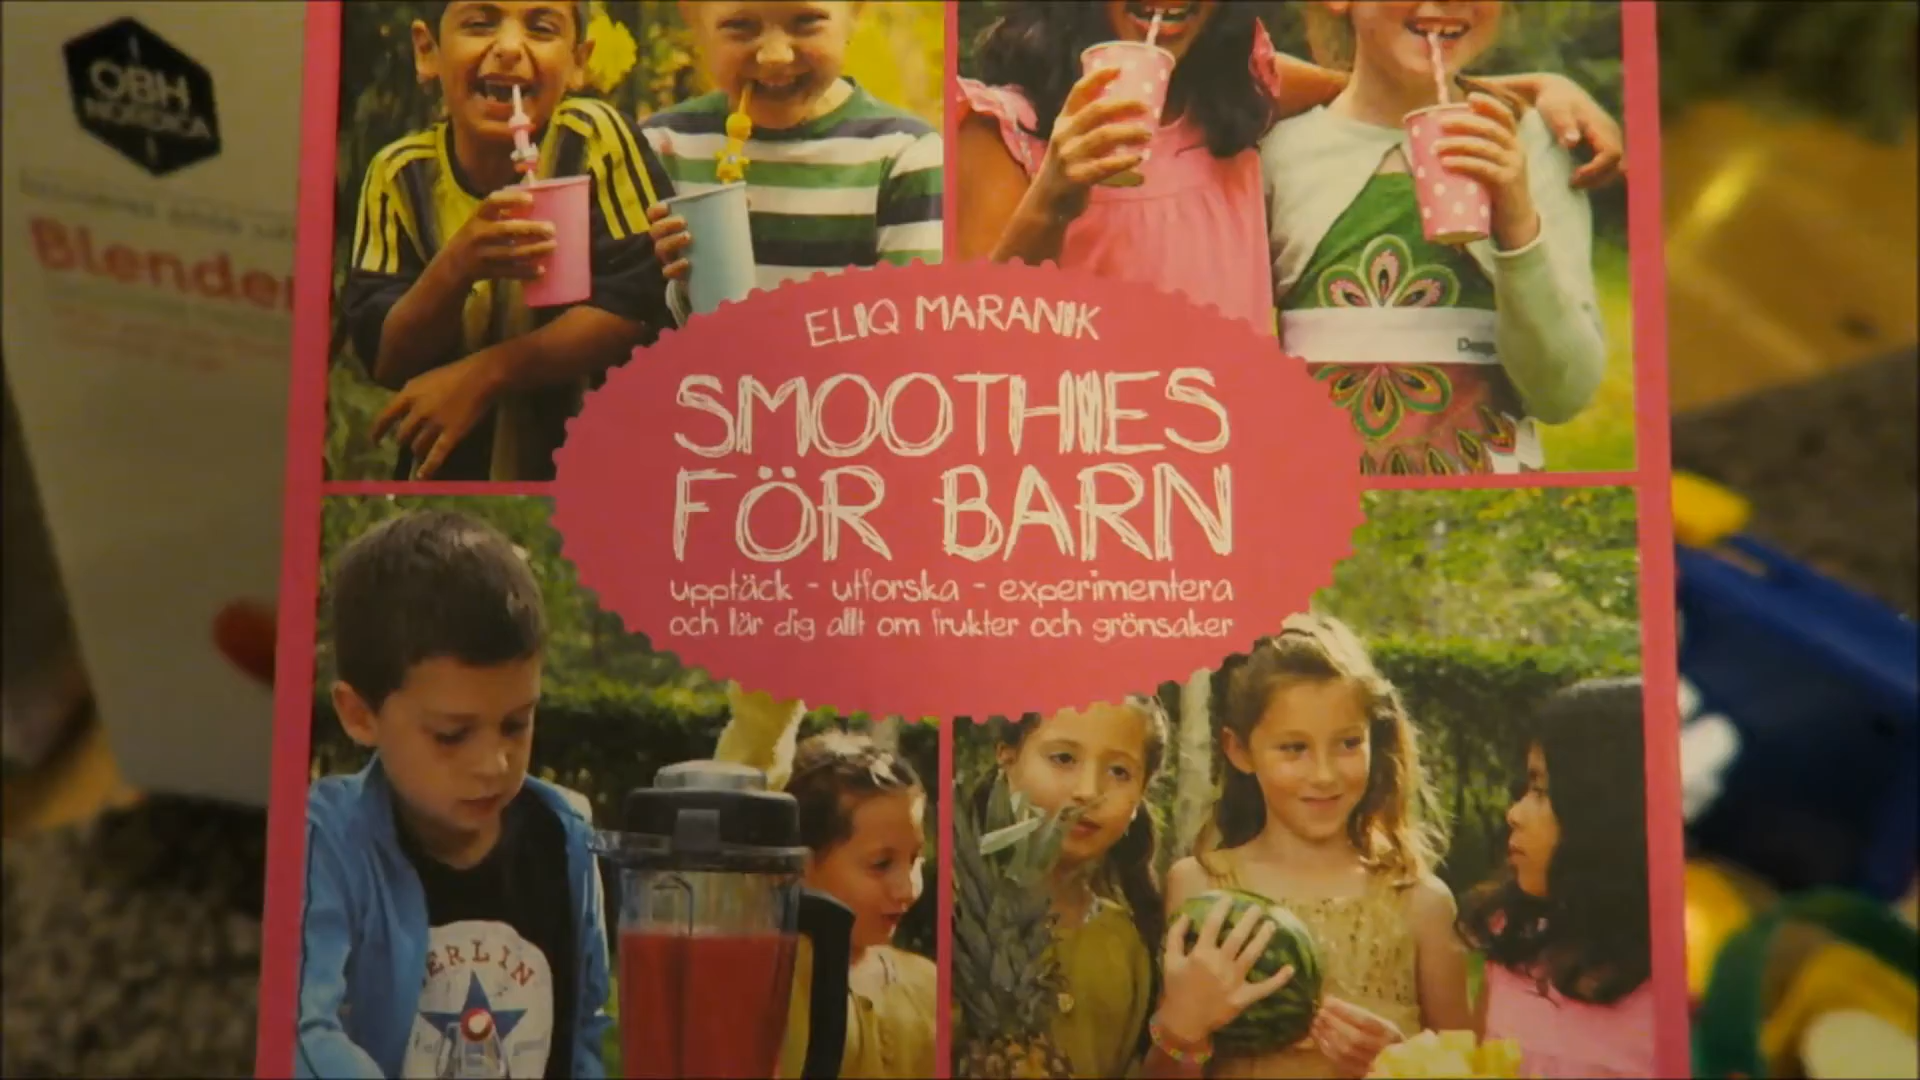 OBH
NORDICA
Blender
ELIQ MARANIK
SMOOTHIES
FÖR BARN
upptäck - utforska - experimentera
och lär dig allt om frukter och grönsaker
ERLIN